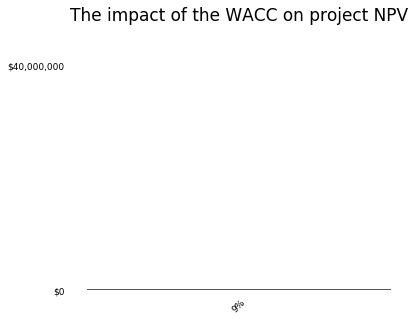 The impact of the WACC on project NPV
$40,000,000
$0
9%